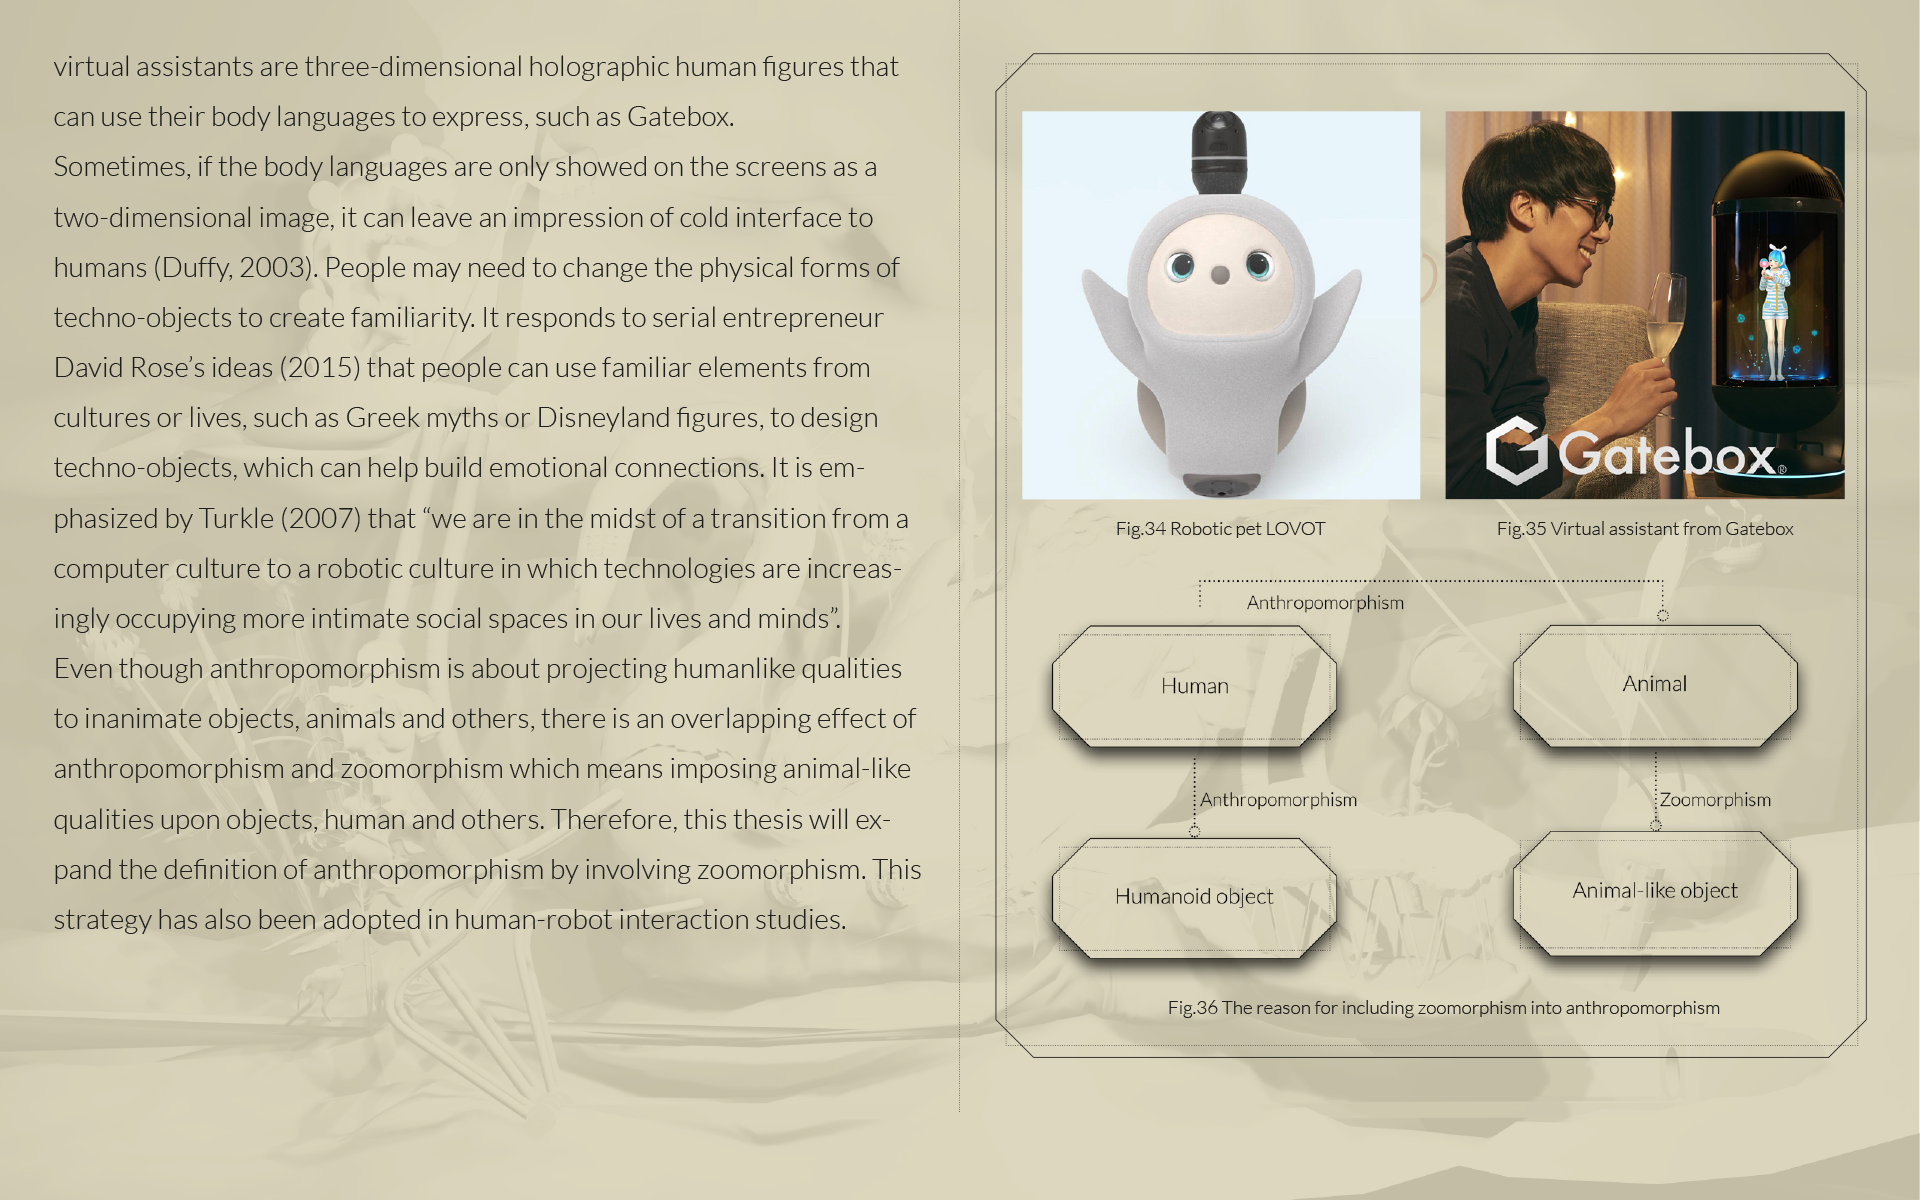 virtual assistants are three-dimensional holographic human figures that
can use their body languages to express, such as Gatebox.
Sometimes, if the body languages are only showed on the screens as a
two-dimensional image, it can leave an impression of cold interface to
humans (Duffy, 2003). People may need to change the physical forms of
techno-objects to create familiarity. It responds to serial entrepreneur
David Rose’s ideas (2015) that people can use familiar elements from
cultures or lives, such as Greek myths or Disneyland figures, to design
techno-objects, which can help build emotional connections. It is em-
phasized by Turkle (2007) that “we are in the midst of a transition from a
computer culture to a robotic culture in which technologies are increas-
ingly occupying more intimate social spaces in our lives and minds”.
Even though anthropomorphism is about projecting humanlike qualities
to inanimate objects, animals and others, there is an overlapping effect of
anthropomorphism and zoomorphism which means imposing animal-like
qualities upon objects, human and others. Therefore, this thesis will ex-
pand the definition of anthropomorphism by involving zoomorphism. This
strategy has also been adopted in human-robot interaction studies.
Gatebox®
Fig.34 Robotic pet LOVOT
Fig.35 Virtual assistant from Gatebox
Anthropomorphism
Human
Animal
Anthropomorphism
Zoomorphism
Humanoid object
Animal-like object
Fig.36 The reason for including zoomorphism into anthropomorphism